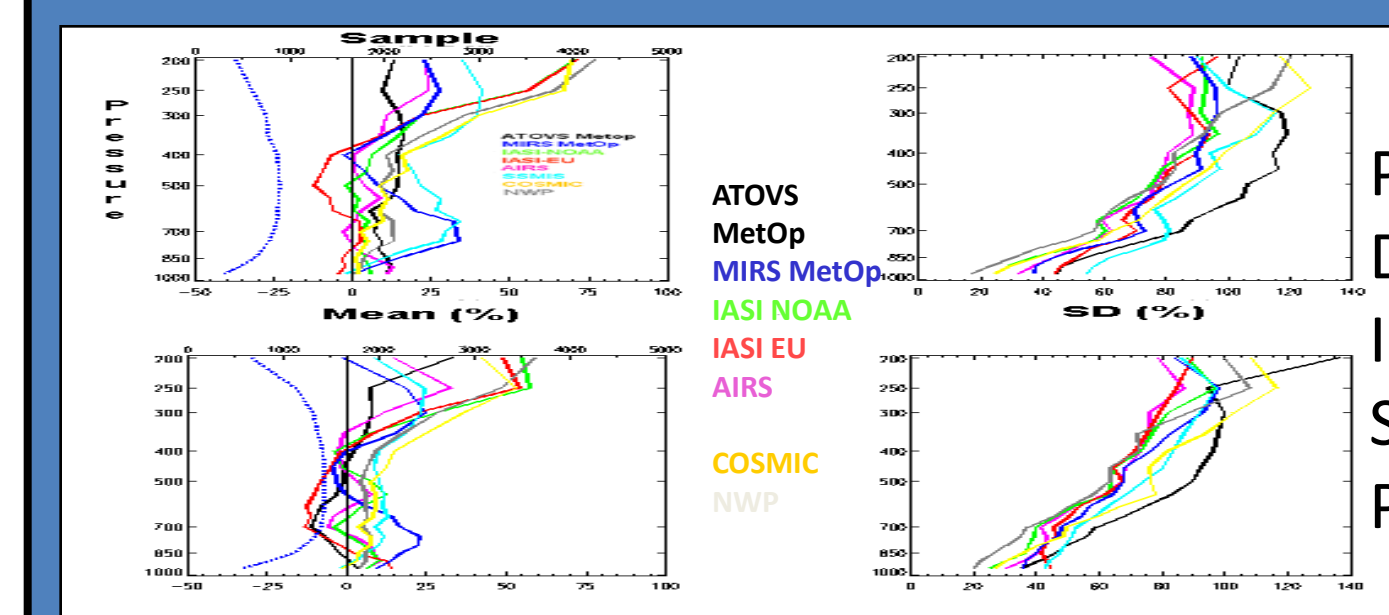 Sample
0 1000 2000 3000 4000 5000
Pressure
200
250
300
400
500
700
850
1000
ATOVS Metop
MIRS MetOp
IASI-NOAA
IASI-EU
AIRS
SSMIS
COSMIC
NWP
-50 -25 0 25 50 75 100
Mean (%)
0 1000 2000 3000 4000 5000
200
250
300
400
500
700
850
1000
-50 -25 0 25 50 75 100
ATOVS
MetOp
MIRS MetOp
IASI NOAA
IASI EU
AIRS
COSMIC
NWP
200
250
300
400
500
700
850
1000
0 20 40 60 80 100 120 140
SD (%)
200
250
300
400
500
700
850
1000
0 20 40 60 80 100 120 140
P
D
I
S
P